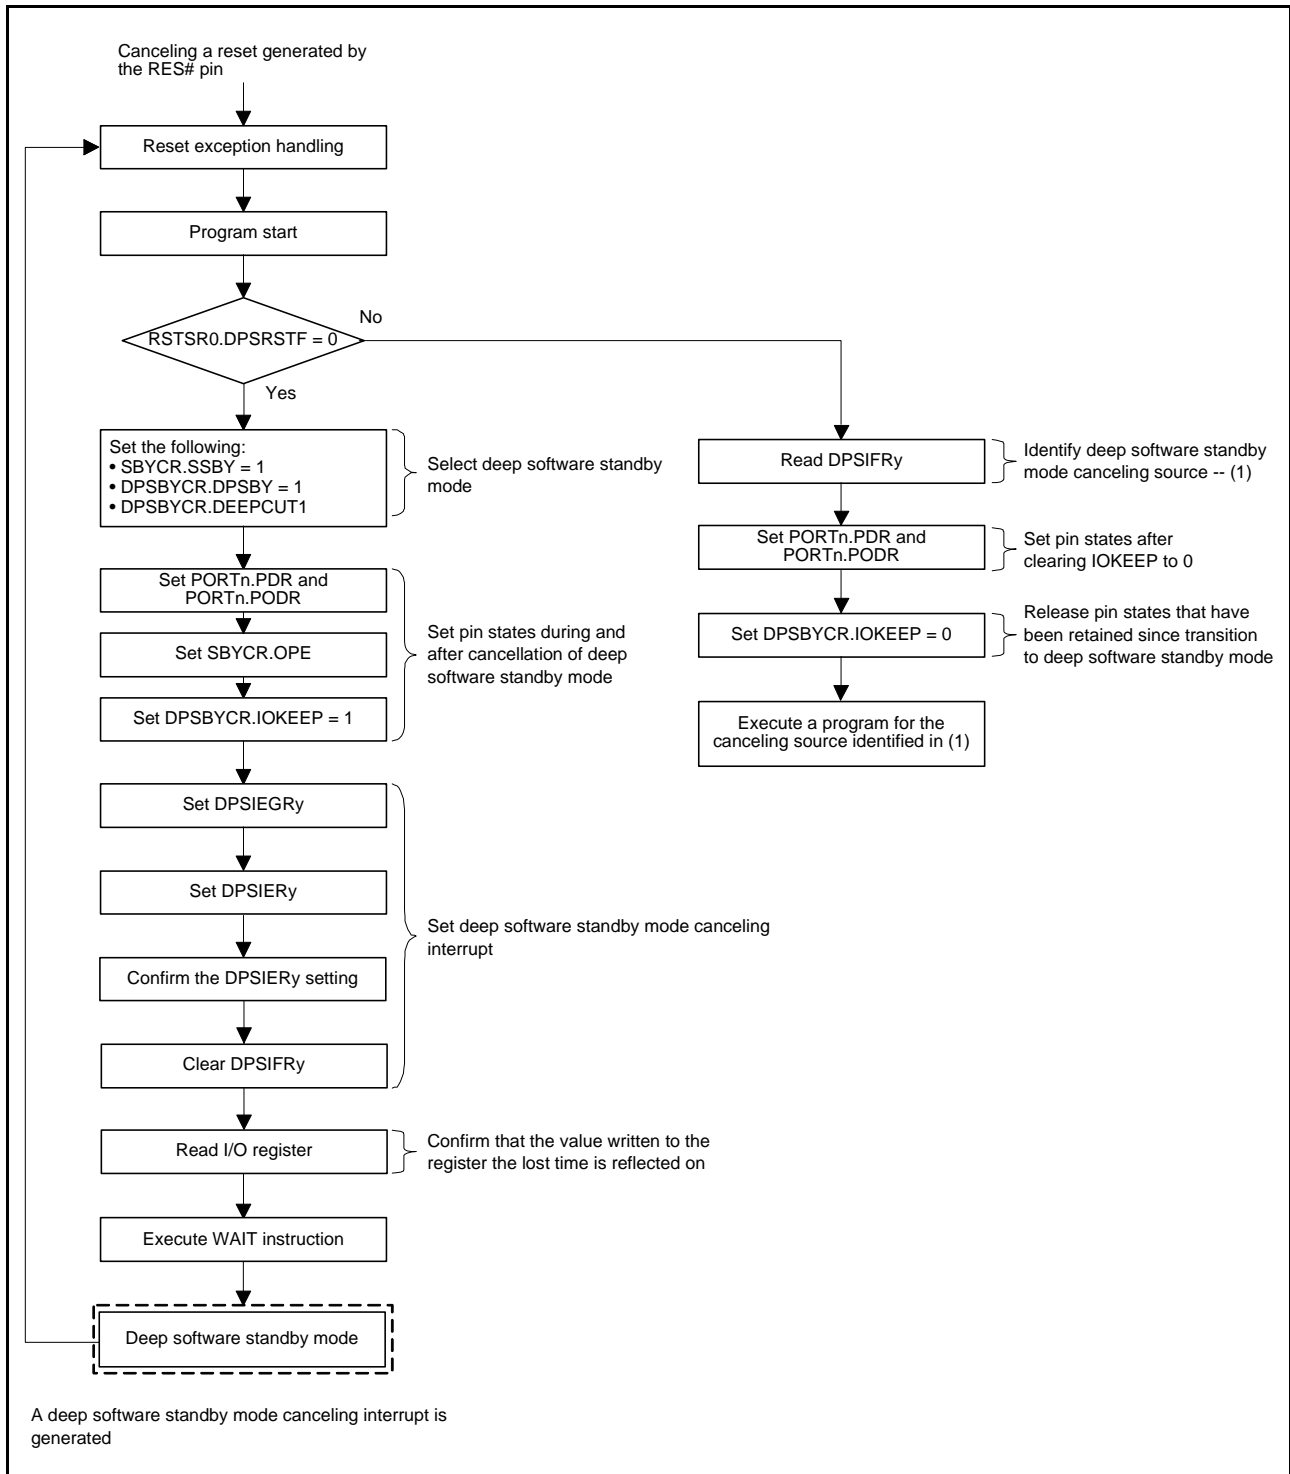 Canceling a reset generated by
the RES# pin
Reset exception handling
Program start
RSTSR0.DPSRSTF = 0
No
Yes
Set the following:
• SBYCR.SSBY = 1
• DPSBYCR.DPSBY = 1
• DPSBYCR.DEEPCUT1
Select deep software standby
mode
Set PORTn.PDR and
PORTn.PODR
Set SBYCR.OPE
Set DPSBYCR.IOKEEP = 1
Set pin states during and
after cancellation of deep
software standby mode
Set DPSIEGRy
Set DPSIERy
Confirm the DPSIERy setting
Clear DPSIFRy
Set deep software standby mode canceling
interrupt
Read I/O register
Confirm that the value written to the
register the lost time is reflected on
Execute WAIT instruction
Deep software standby mode
A deep software standby mode canceling interrupt is
generated
Read DPSIFRy
Identify deep software standby
mode canceling source -- (1)
Set PORTn.PDR and
PORTn.PODR
Set pin states after
clearing IOKEEP to 0
Set DPSBYCR.IOKEEP = 0
Release pin states that have
been retained since transition
to deep software standby mode
Execute a program for the
canceling source identified in (1)